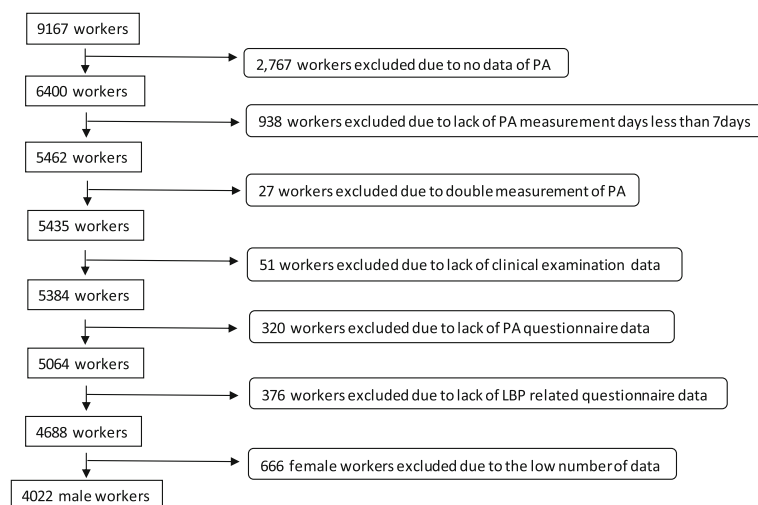 9167 workers
2,767 workers excluded due to no data of PA
6400 workers
938 workers excluded due to lack of PA measurement days less than 7days
5462 workers
27 workers excluded due to double measurement of PA
5435 workers
51 workers excluded due to lack of clinical examination data
5384 workers
320 workers excluded due to lack of PA questionnaire data
5064 workers
376 workers excluded due to lack of LBP related questionnaire data
4688 workers
666 female workers excluded due to the low number of data
4022 male workers